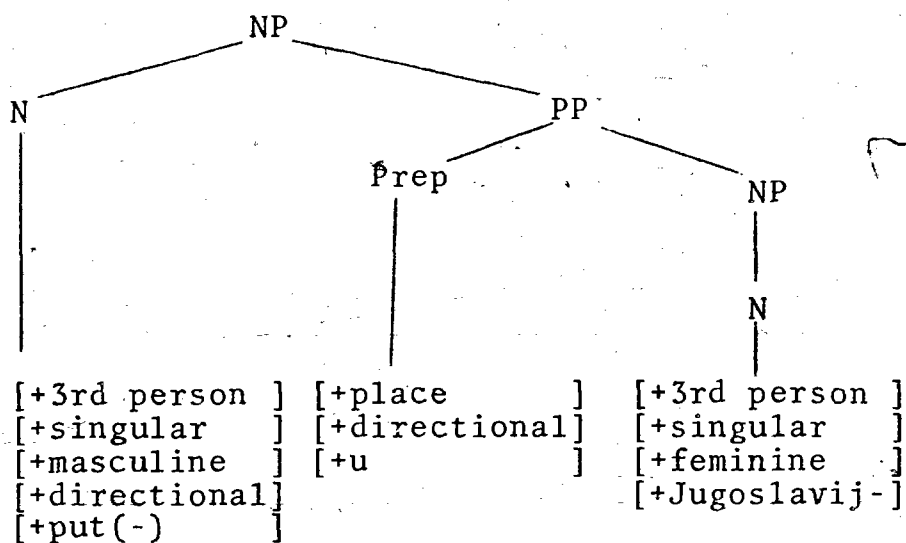 NP
N PP
Prep NP
N
[+3rd person ] [+place ] [+3rd person ]
[+singular ] [+directional] [+singular ]
[+masculine ] [+u ] [+feminine ]
[+directional] [+Jugoslavij-]
[+put(-) ]